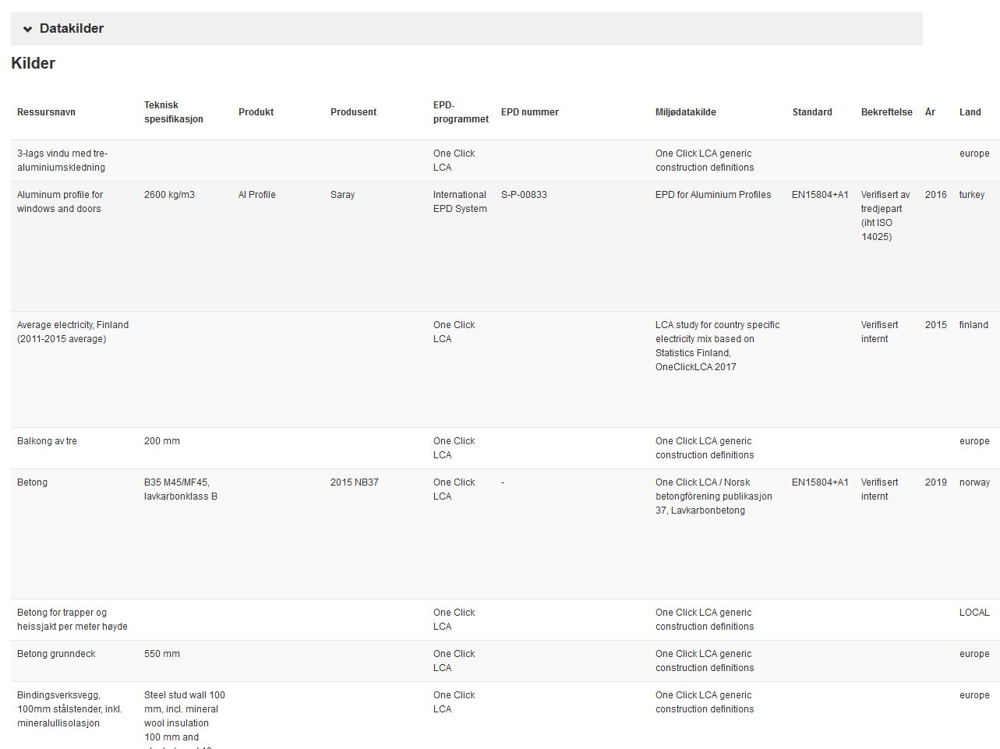 Datakilder
Kilder
Ressursnavn
Teknisk
spesifikasjon
Produkt
Produsent
EPD-
programmet
EPD nummer
Miljødatakilde
Standard
Bekreftelse
År
Land
3-lags vindu med tre-
aluminiumskledning
One Click
LCA
One Click LCA generic
construction definitions
europe
Aluminum profile for
windows and doors
2600 kg/m3
Al Profile
Saray
International
EPD System
S-P-00833
EPD for Aluminium Profiles
EN15804+A1
Verifisert av
tredjepart
(iht ISO
14025)
2016
turkey
Average electricity, Finland
(2011-2015 average)
One Click
LCA
LCA study for country specific
electricity mix based on
Statistics Finland,
OneClickLCA 2017
Verifisert
internt
2015
finland
Balkong av tre
200 mm
One Click
LCA
One Click LCA generic
construction definitions
europe
Betong
B35 M45/MF45,
lavkarbonklass B
2015 NB37
One Click
LCA
-
One Click LCA / Norsk
betongförening publikasjon
37, Lavkarbonbetong
EN15804+A1
Verifisert
internt
2019
norway
Betong for trapper og
heissjakt per meter høyde
One Click
LCA
One Click LCA generic
construction definitions
LOCAL
Betong grunndeck
550 mm
One Click
LCA
One Click LCA generic
construction definitions
europe
Bindingsverksvegg,
100mm stålstender, inkl.
mineralullisolasjon
Steel stud wall 100
mm, incl. mineral
wool insulation
100 mm and
One Click
LCA
One Click LCA generic
construction definitions
europe